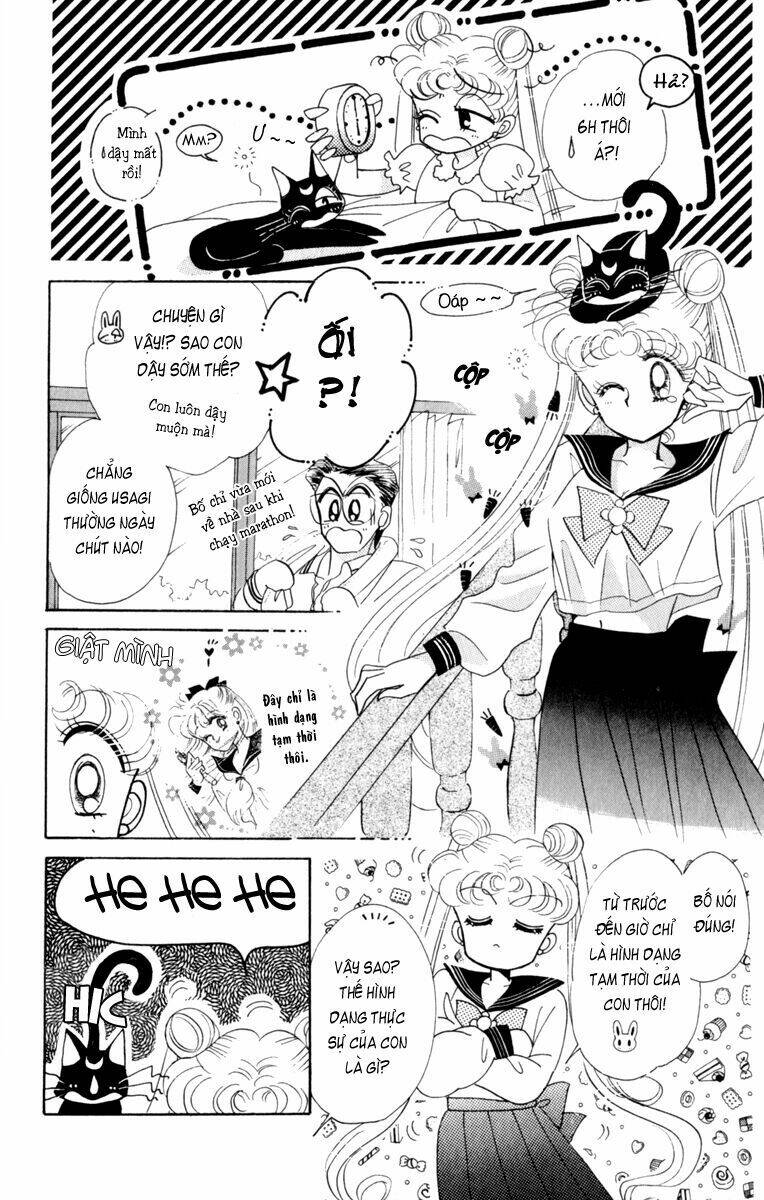 Hả?
...MỚI
6H THÔI
Á?!
Ư~~
MM?
Mình
dậy mất
rồi!
Oáp ~~
CỘP
CỘP
ỐI
?!
CHUYỆN GÌ
VẬY!? SAO CON
DẬY SỚM THẾ?
Con luôn dậy
muộn mà!
CHẲNG
GIỐNG USAGI
THƯỜNG NGÀY
CHÚT NÀO!
Bố chỉ vừa mới
về nhà sau khi
chạy marathon!
GIẬT MÌNH
Đây chỉ là
hình dạng
tạm thời
thôi.
BỐ NÓI
ĐÚNG!
TỪ TRƯỚC
ĐẾN GIỜ CHỈ
LÀ HÌNH DẠNG
TẠM THỜI CỦA
CON THÔI!
VẬY SAO?
THẾ HÌNH
DẠNG THỰC
SỰ CỦA CON
LÀ GÌ?
He He He
HIC